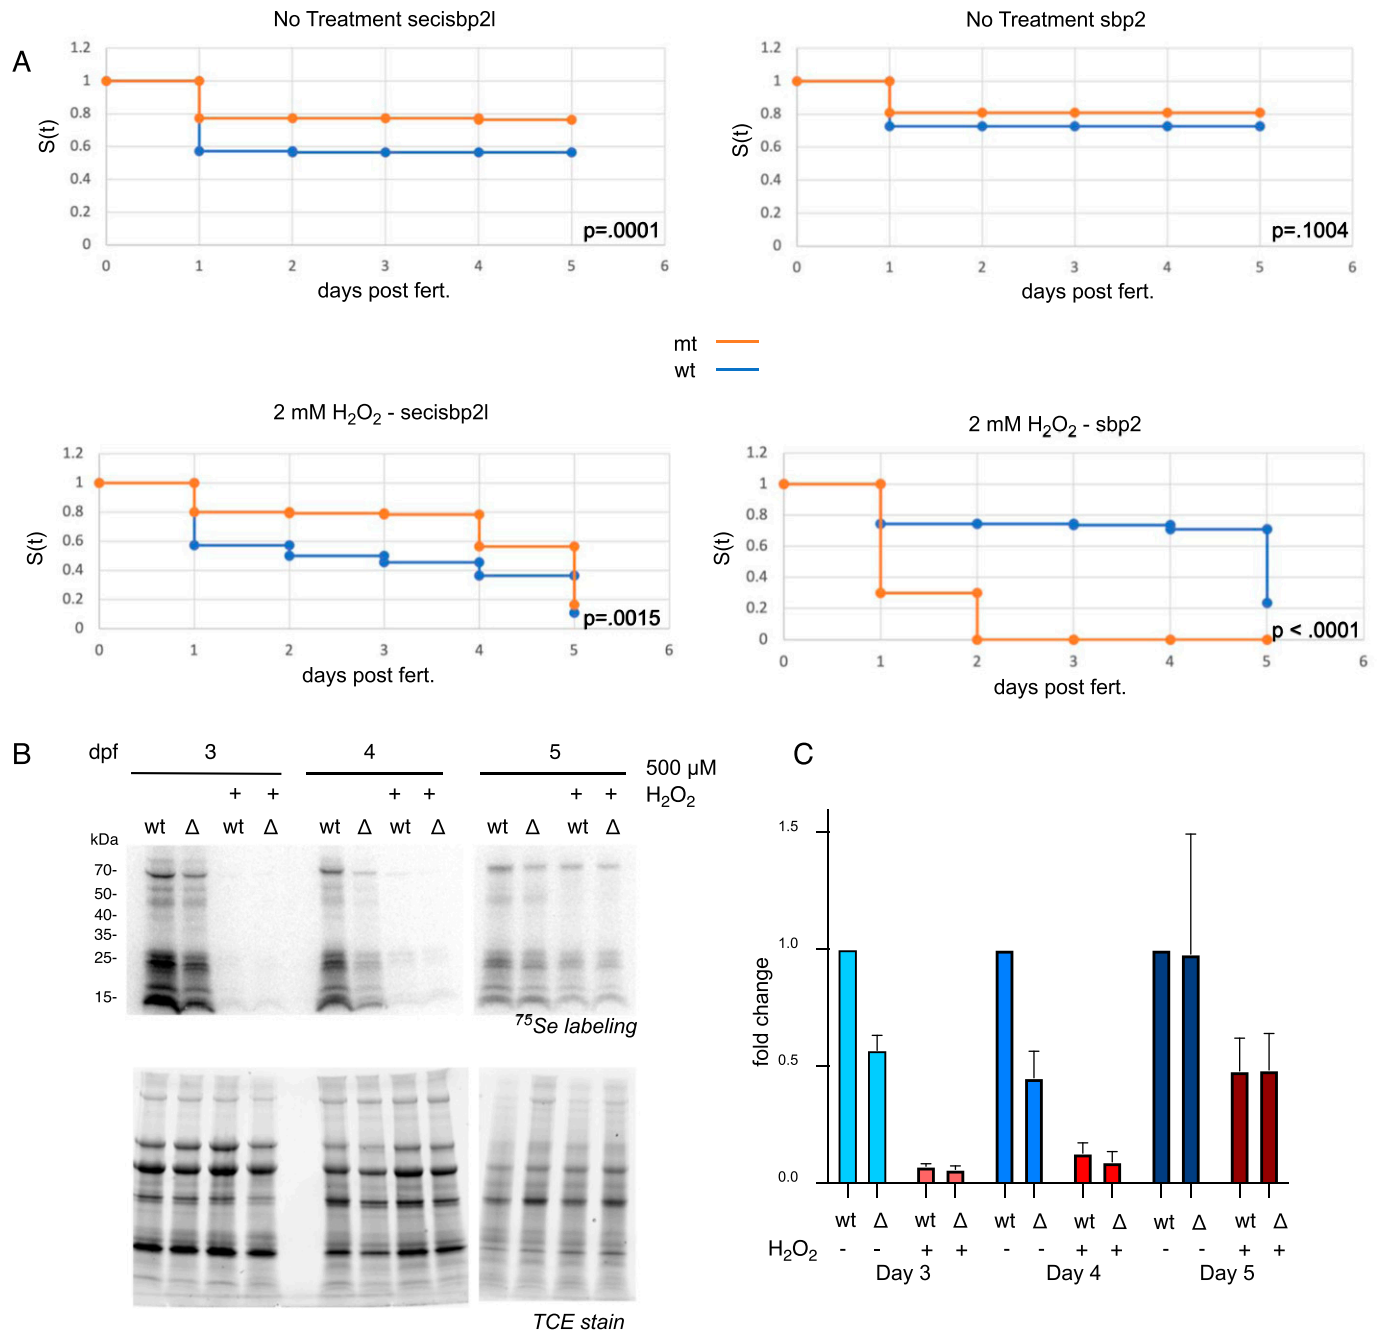 A
No Treatment secisbp2l
1.2
1
0.8
0.6
0.4
0.2
0
S(t)
p=.0001
0 1 2 3 4 5 6
days post fert.
No Treatment sbp2
1.2
1
0.8
0.6
0.4
0.2
0
S(t)
p=.1004
0 1 2 3 4 5 6
days post fert.
mt
wt
2 mM H₂O₂ - secisbp2l
1.2
1
0.8
0.6
0.4
0.2
0
S(t)
p=.0015
0 1 2 3 4 5 6
days post fert.
2 mM H₂O₂ - sbp2
1.2
1
0.8
0.6
0.4
0.2
0
S(t)
p < .0001
0 1 2 3 4 5 6
days post fert.
B
dpf 3 4 5
500 µM
H₂O₂
+ + + + + +
wt Δ wt Δ wt Δ wt Δ wt Δ wt Δ
kDa
70-
50-
40-
35-
25-
15-
⁷⁵Se labeling
TCE stain
C
1.5
1.0
0.5
0.0
fold change
wt Δ wt Δ wt Δ wt Δ wt Δ wt Δ
H₂O₂ - - + + - - + + - - + +
Day 3 Day 4 Day 5